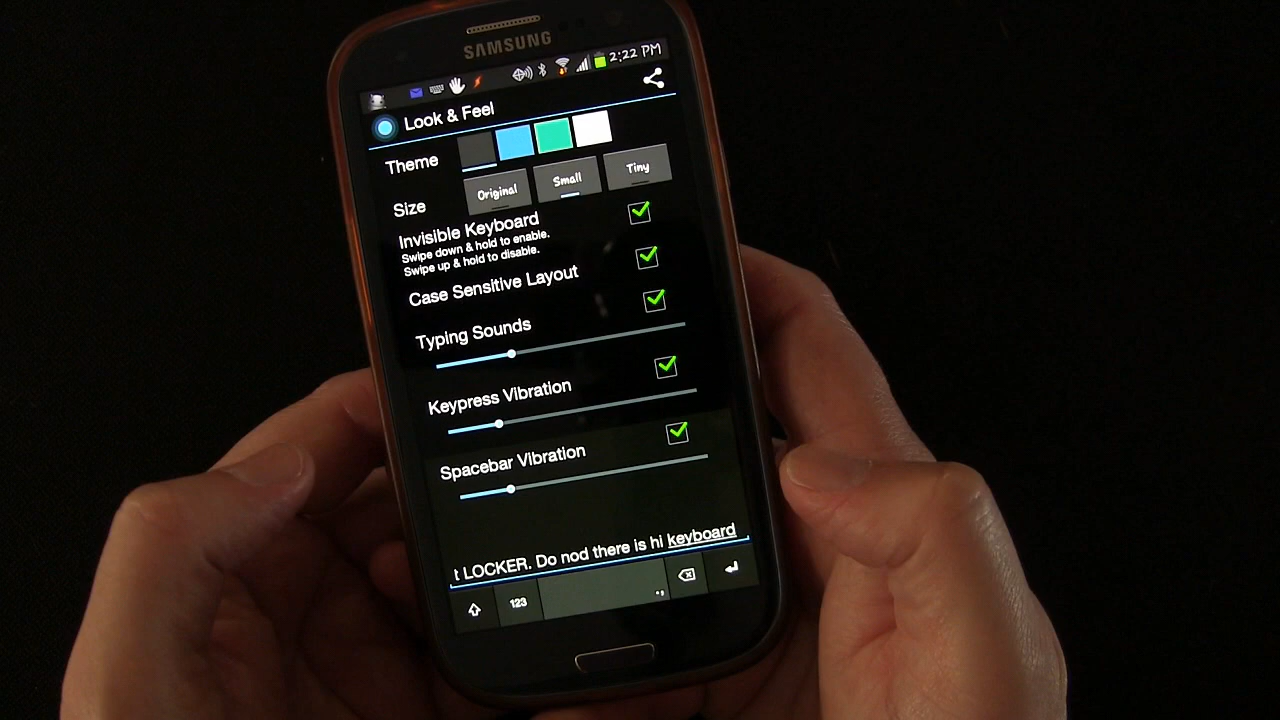 SAMSUNG
2:22 PM
Look & Feel
Theme
Size
Original
Small
Tiny
Invisible Keyboard
Swipe down & hold to enable.
Swipe up & hold to disable.
Case Sensitive Layout
Typing Sounds
Keypress Vibration
Spacebar Vibration
t LOCKER. Do nod there is hi keyboard
123
.,